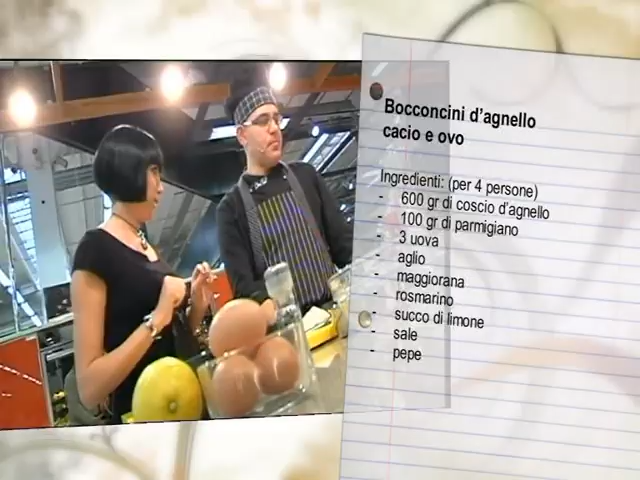 Bocconcini d'agnello
cacio e ovo
Ingredienti: (per 4 persone)
- 600 gr di coscio d'agnello
- 100 gr di parmigiano
- 3 uova
- aglio
- maggiorana
- rosmarino
- succo di limone
- sale
- pepe